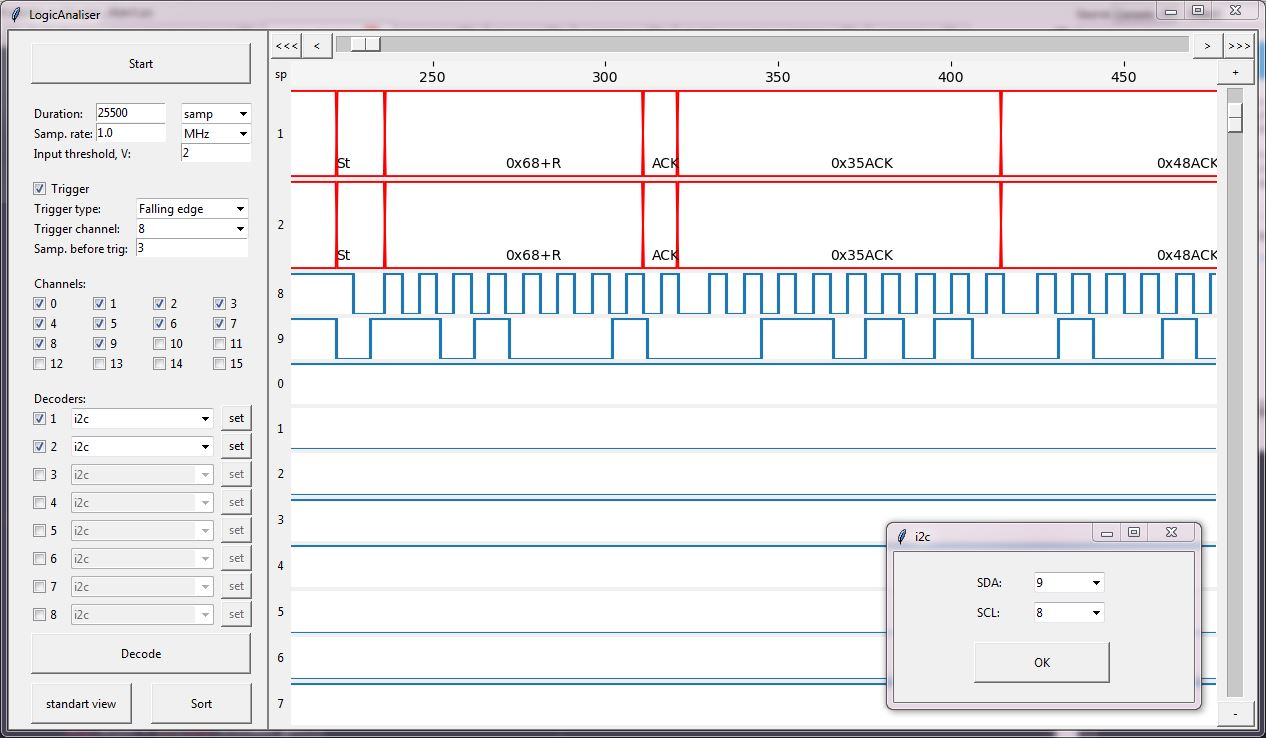 LogicAnaliser
Start
Duration: 25500 samp
Samp. rate: 1.0 MHz
Input threshold, V: 2
Trigger
Trigger type: Falling edge
Trigger channel: 8
Samp. before trig: 3
Channels:
0 1 2 3
4 5 6 7
8 9 10 11
12 13 14 15
Decoders:
1 i2c set
2 i2c set
3 i2c set
4 i2c set
5 i2c set
6 i2c set
7 i2c set
8 i2c set
Decode
standart view Sort
<<< < > >>>
sp 250 300 350 400 450 +
1 St 0x68+R ACK 0x35ACK 0x48ACK
2 St 0x68+R ACK 0x35ACK 0x48ACK
8
9
0
1
2
3
4
5
6
7
-
i2c
SDA: 9
SCL: 8
OK